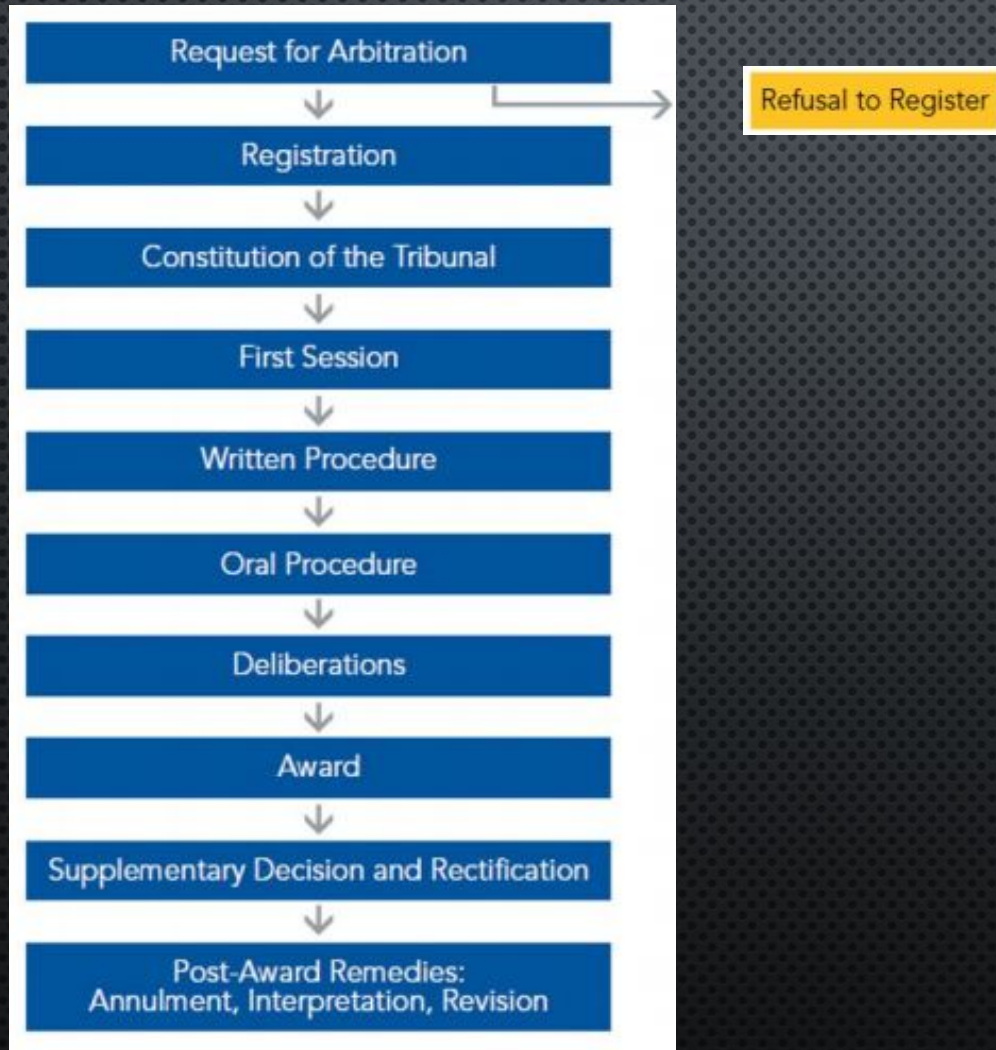 Request for Arbitration
Refusal to Register
Registration
Constitution of the Tribunal
First Session
Written Procedure
Oral Procedure
Deliberations
Award
Supplementary Decision and Rectification
Post-Award Remedies:
Annulment, Interpretation, Revision